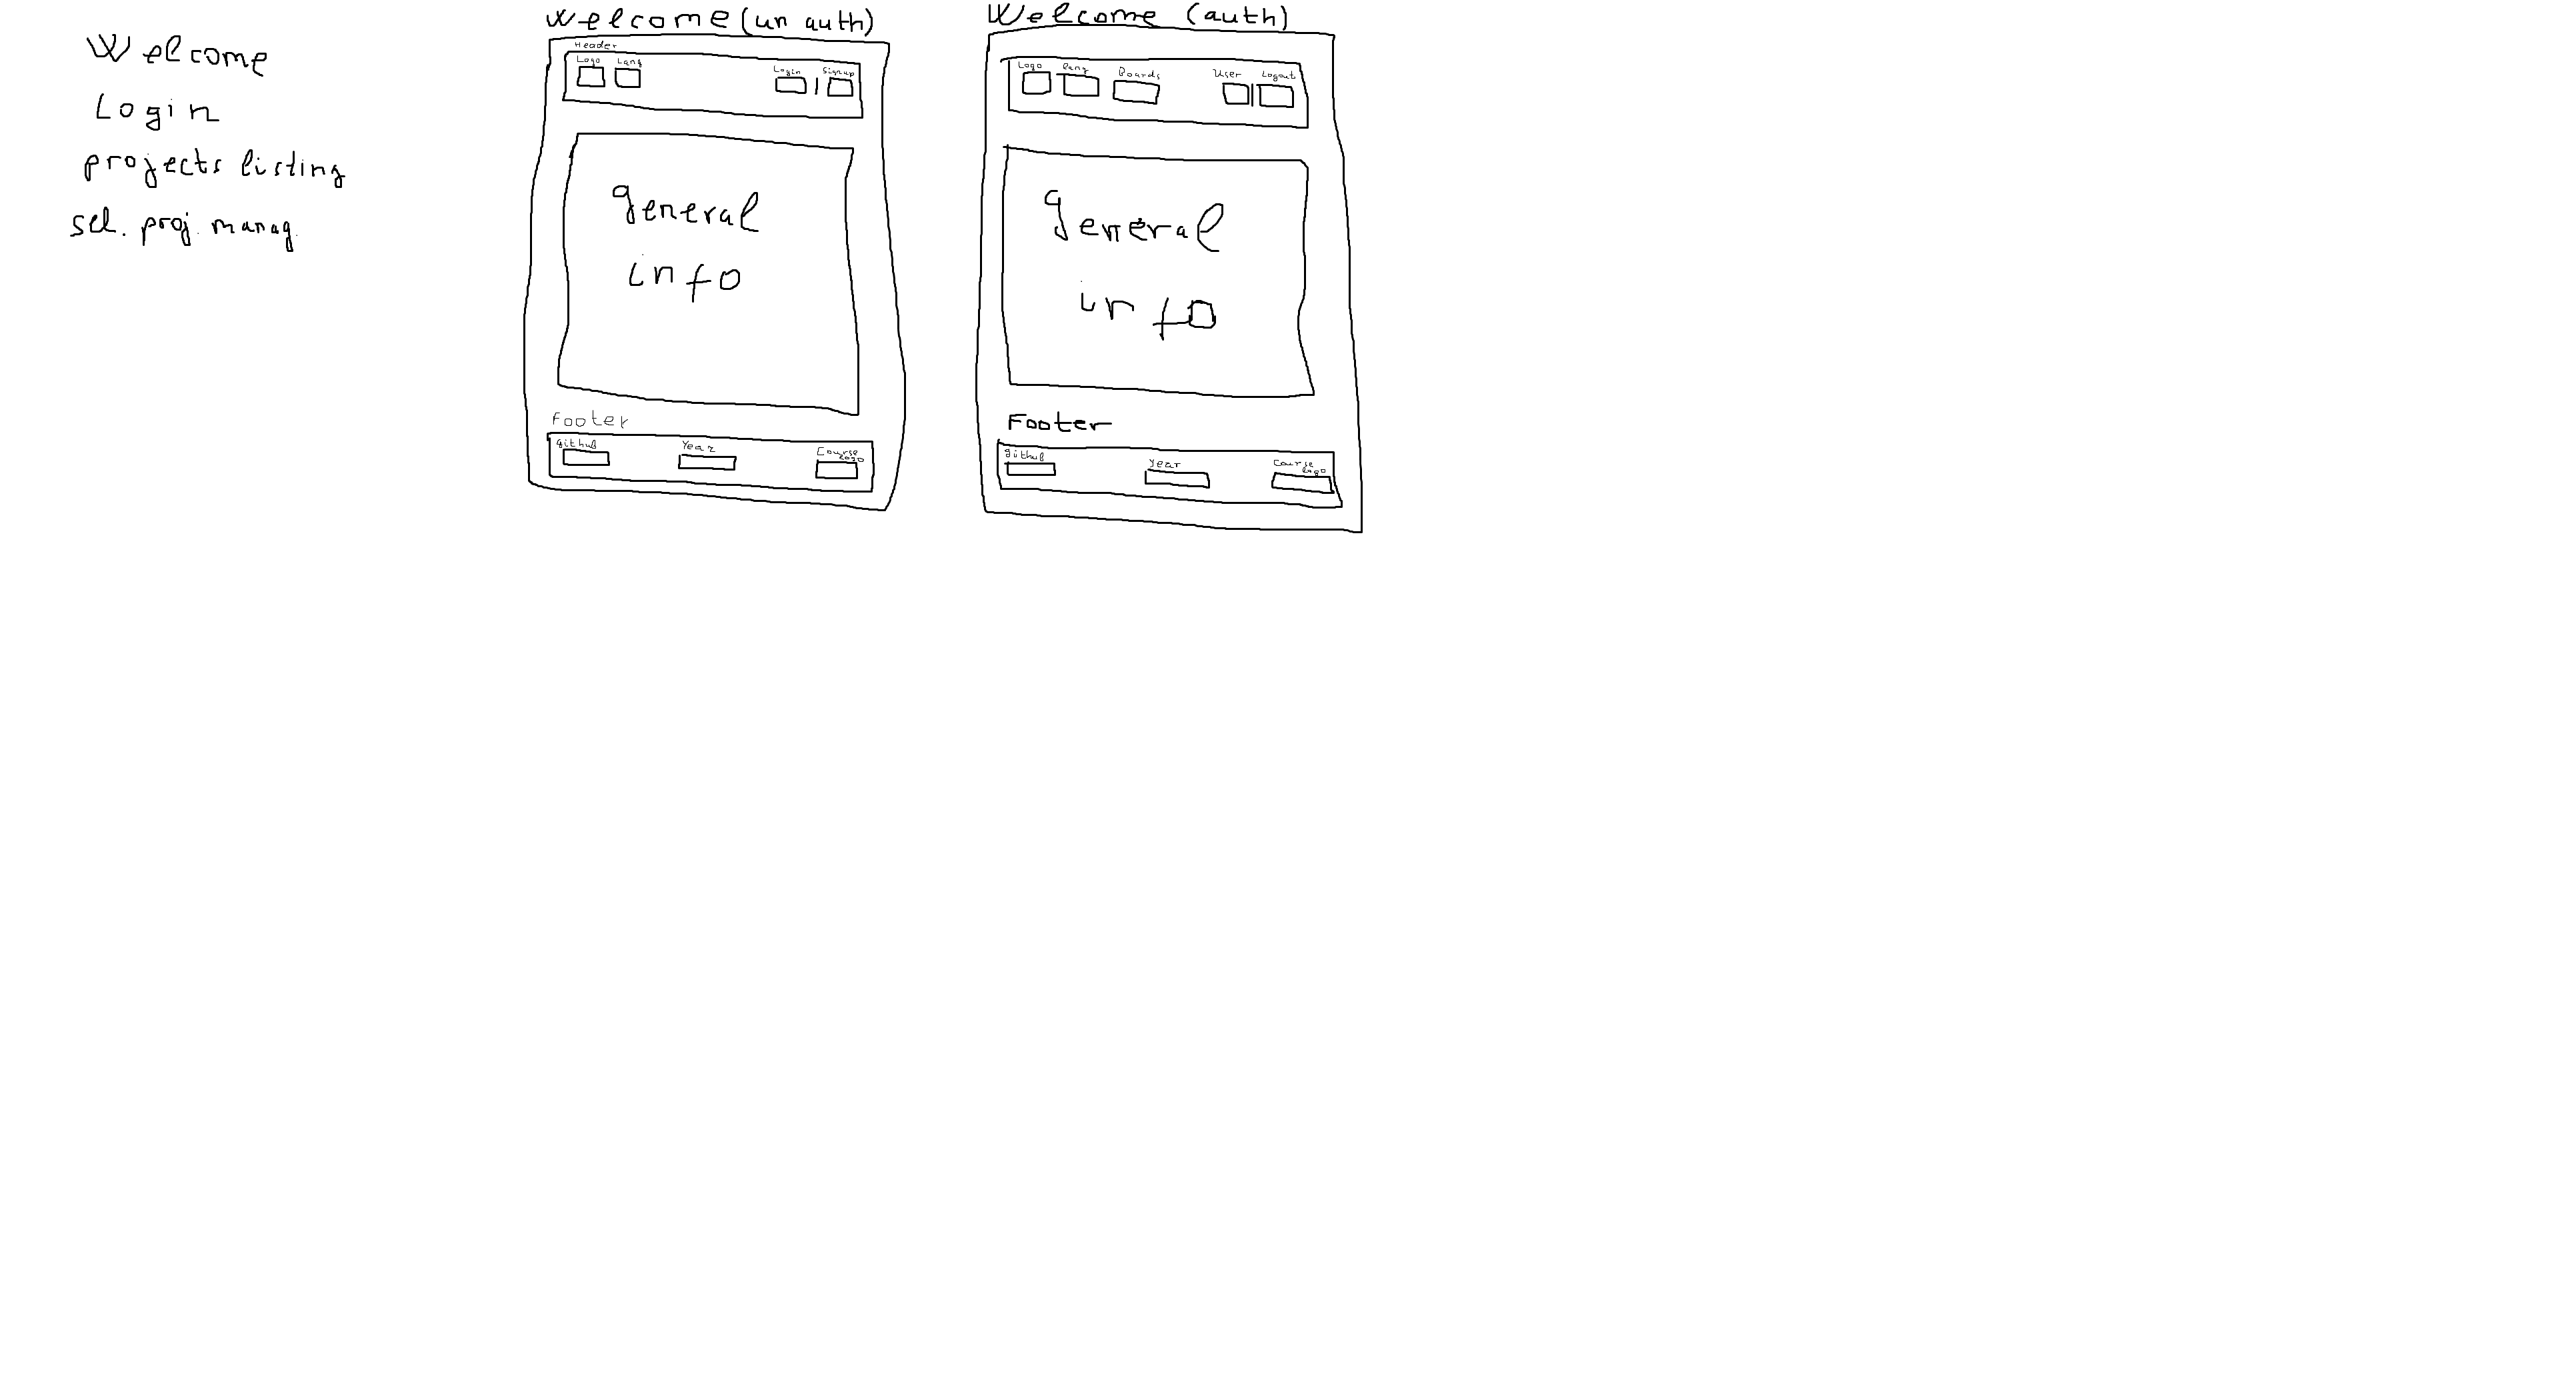 Welcome
Login
projects listing
sel. proj. manag.
Welcome (un auth)
Header
Logo Lang Login | Signup
general
info
Footer
github Year Course logo
Welcome (auth)
Logo lang Boards User Logout
general
info
Footer
github year Course logo